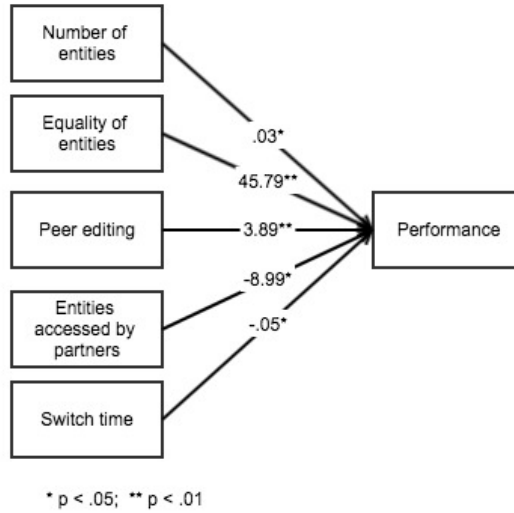 Number of
entities
Equality of
entities
Peer editing
Entities
accessed by
partners
Switch time
.03*
45.79**
3.89**
-8.99*
-.05*
Performance
* p < .05; ** p < .01